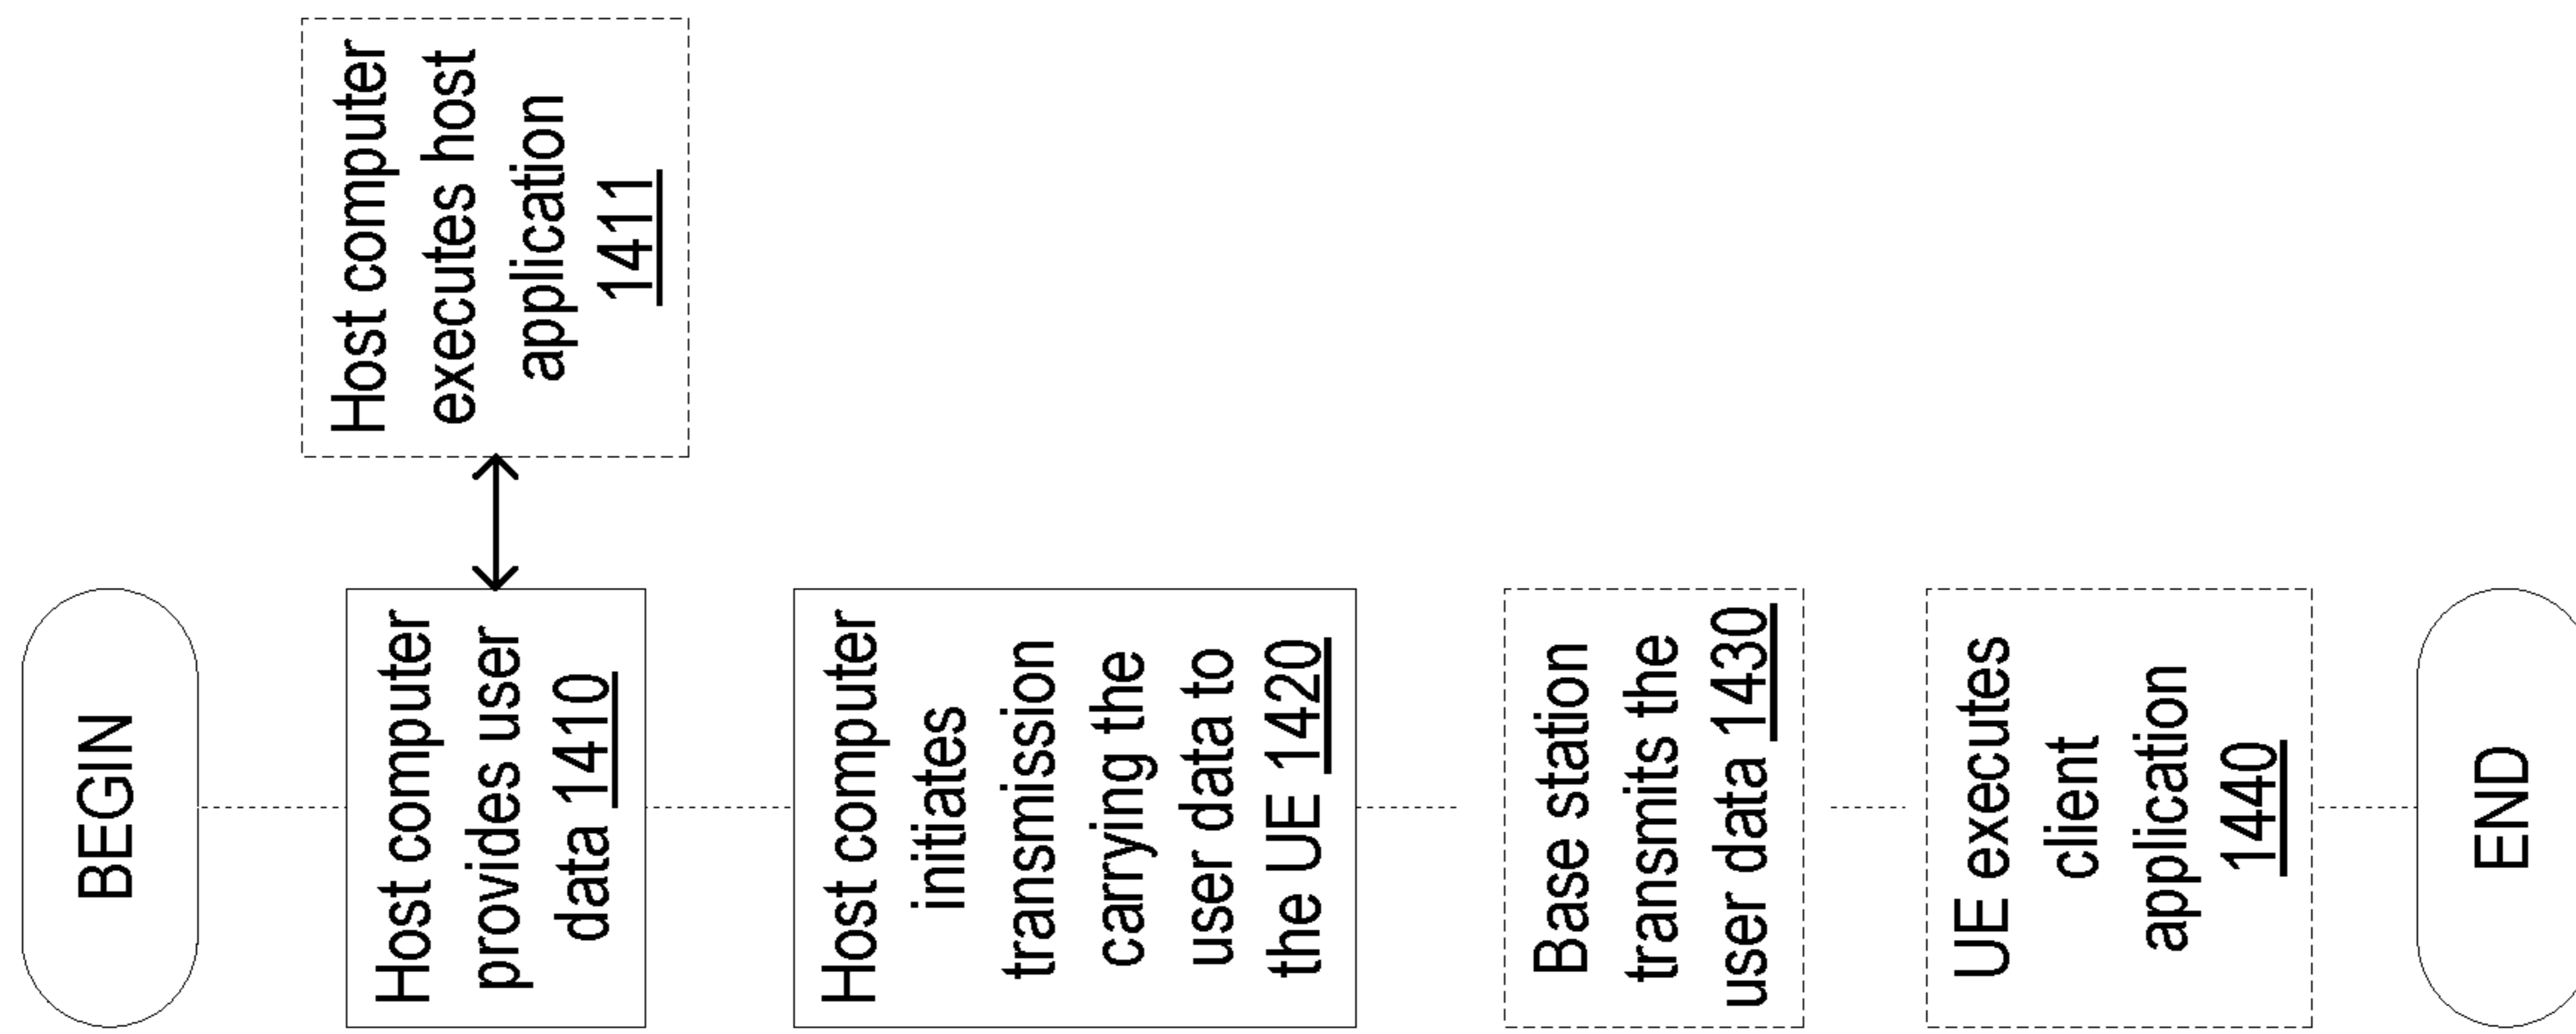 BEGIN
Host computer
provides user
data 1410
Host computer
executes host
application
1411
Host computer
initiates
transmission
carrying the
user data to
the UE 1420
Base station
transmits the
user data 1430
UE executes
client
application
1440
END